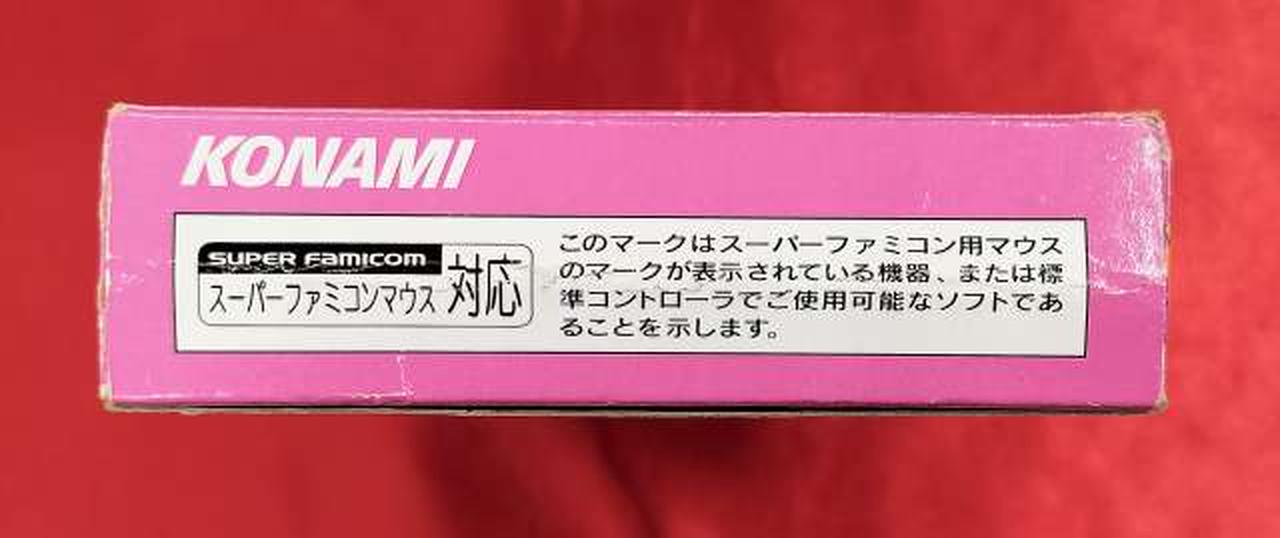 KONAMI
SUPER FAMICOM
スーパーファミコンマウス 対応
このマークはスーパーファミコン用マウス
のマークが表示されている機器、または標
準コントローラでご使用可能なソフトであ
ることを示します。